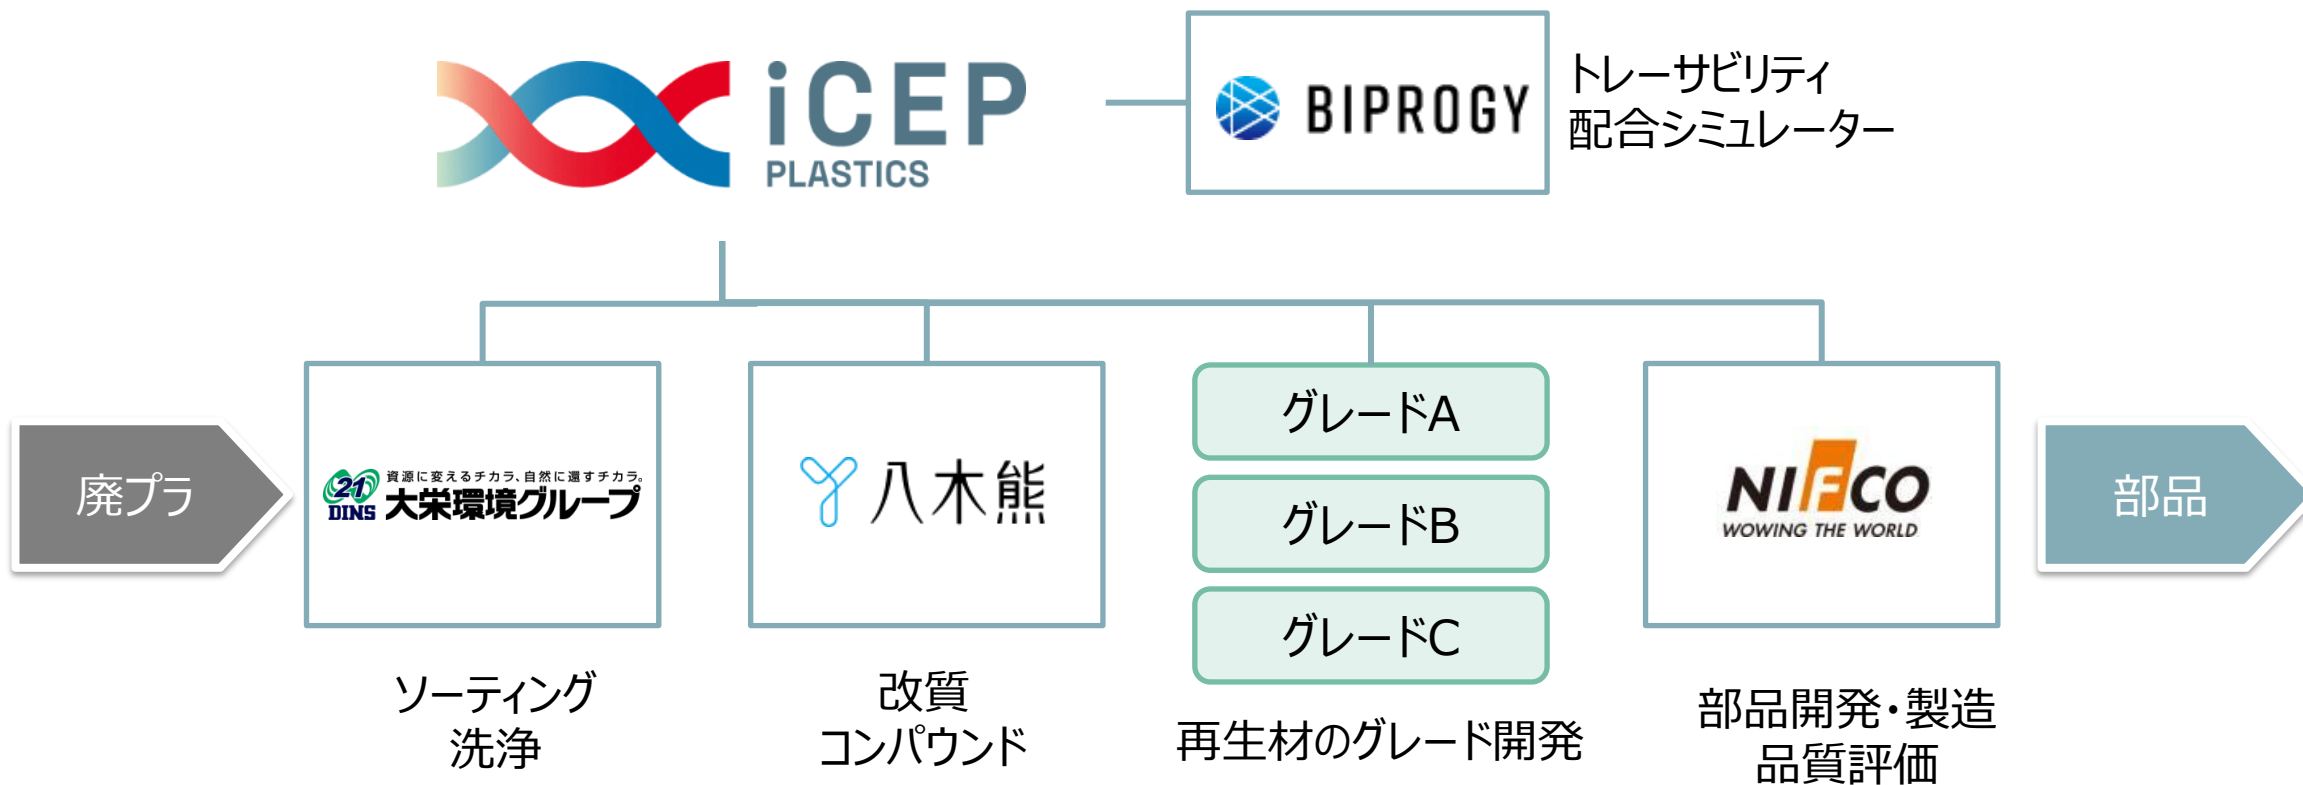 iCEP
PLASTICS
BIPROGY
トレーサビリティ
配合シミュレーター
廃プラ
21
DINS
資源に変えるチカラ、自然に還すチカラ。
大栄環境グループ
ソーティング
洗浄
八木熊
改質
コンパウンド
グレードA
グレードB
グレードC
再生材のグレード開発
NIFCO
WOWING THE WORLD
部品開発・製造
品質評価
部品